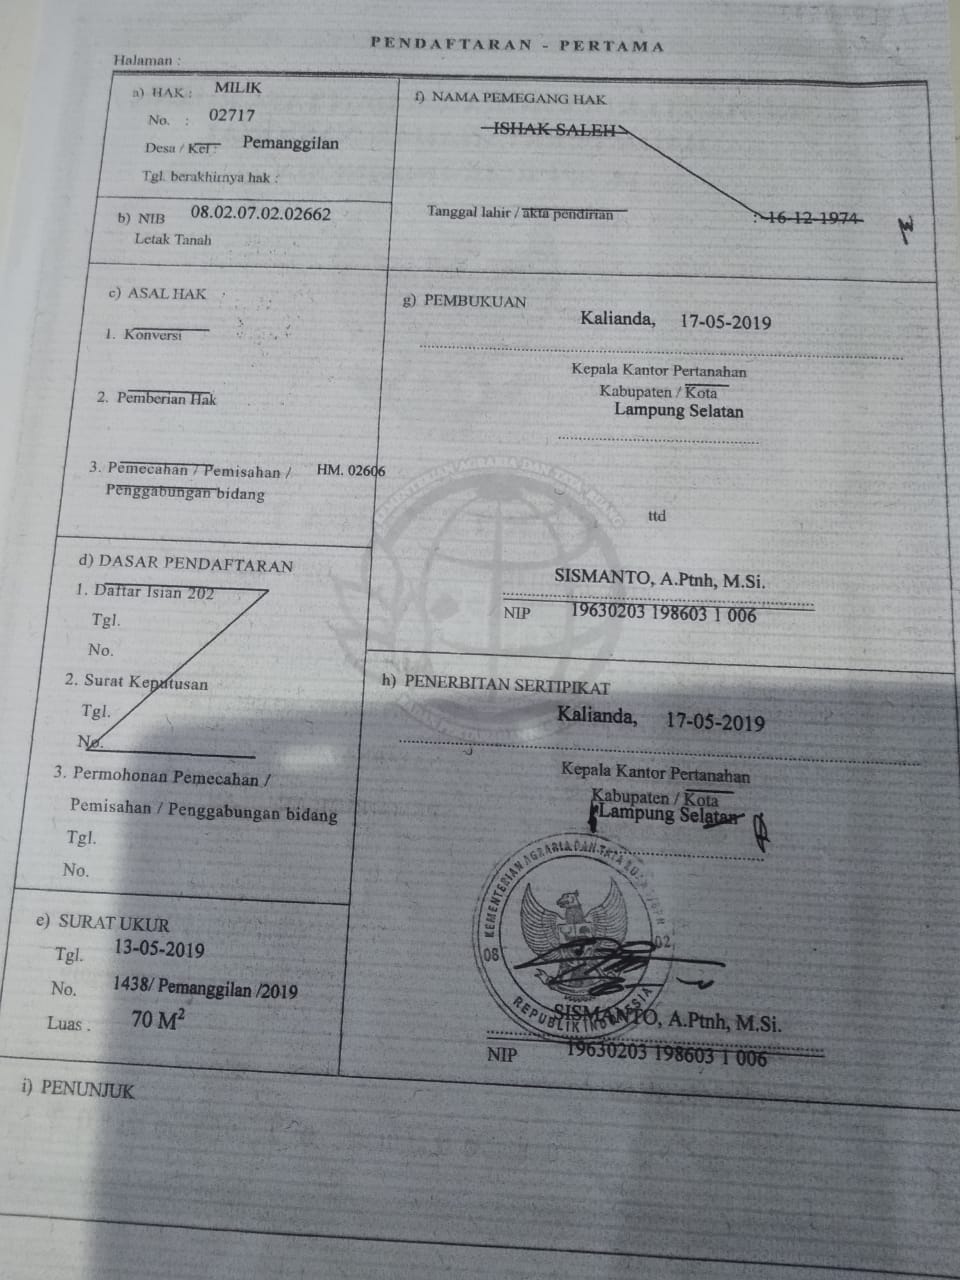 PENDAFTARAN - PERTAMA
Halaman :
a) HAK : MILIK
No. : 02717
Desa / Kel : Pemanggilan
Tgl. berakhirnya hak :
b) NIB 08.02.07.02.02662
Letak Tanah
c) ASAL HAK
1. Konversi
2. Pemberian Hak
3. Pemecahan / Pemisahan / HM. 02606
Penggabungan bidang
d) DASAR PENDAFTARAN
1. Daftar Isian 202
Tgl.
No.
2. Surat Keputusan
Tgl.
No.
3. Permohonan Pemecahan /
Pemisahan / Penggabungan bidang
Tgl.
No.
e) SURAT UKUR
Tgl. 13-05-2019
No. 1438/ Pemanggilan /2019
Luas . 70 M²
f) NAMA PEMEGANG HAK
ISHAK SALEH
Tanggal lahir / akta pendirian : 16-12-1974
g) PEMBUKUAN
Kalianda, 17-05-2019
Kepala Kantor Pertanahan
Kabupaten / Kota
Lampung Selatan
ttd
SISMANTO, A.Ptnh, M.Si.
NIP 19630203 198603 1 006
h) PENERBITAN SERTIPIKAT
Kalianda, 17-05-2019
Kepala Kantor Pertanahan
Kabupaten / Kota
Lampung Selatan
KEMENTERIAN AGRARIA DAN TATA
08 02
REPUBLIK INDONESIA
SISMANTO, A.Ptnh, M.Si.
NIP 19630203 198603 1 006
i) PENUNJUK
KEMENTERIAN AGRARIA DAN TATA RUANG